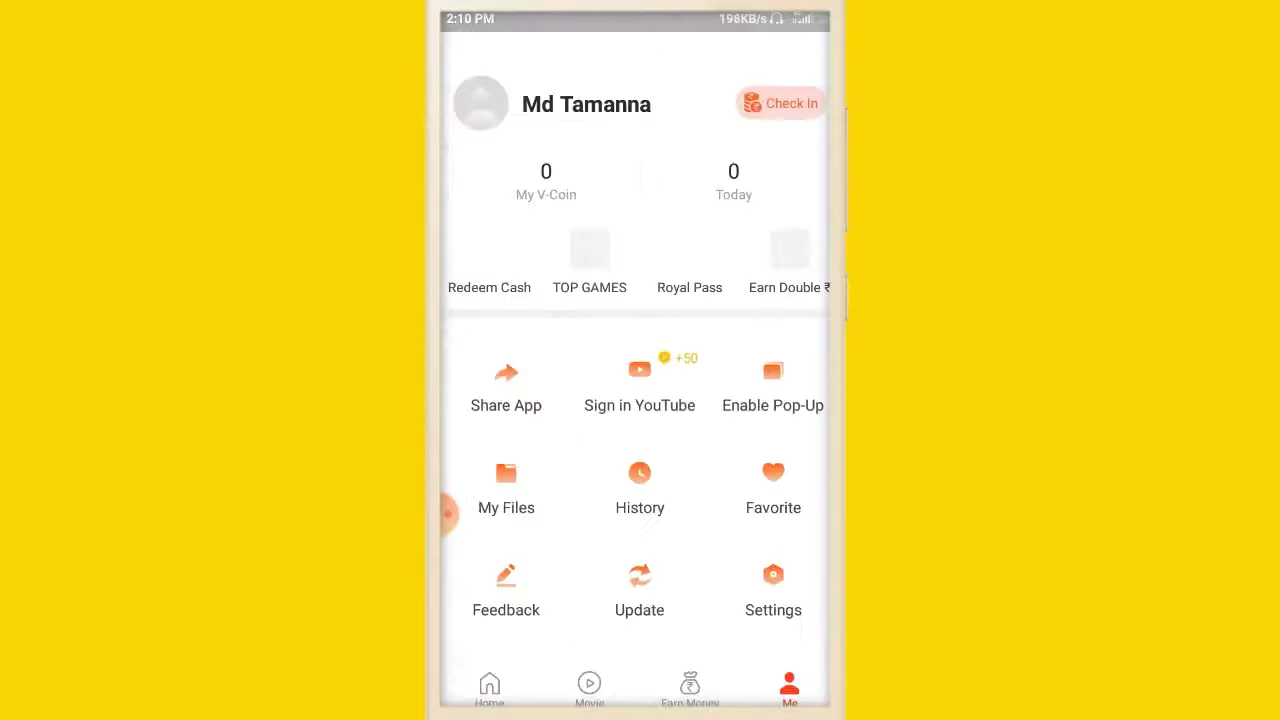 2:10 PM 198KB/s
Md Tamanna Check In
0 0
My V-Coin Today
Redeem Cash TOP GAMES Royal Pass Earn Double ₹
+50
Share App Sign in YouTube Enable Pop-Up
My Files History Favorite
Feedback Update Settings
Home Movie Earn Money Me